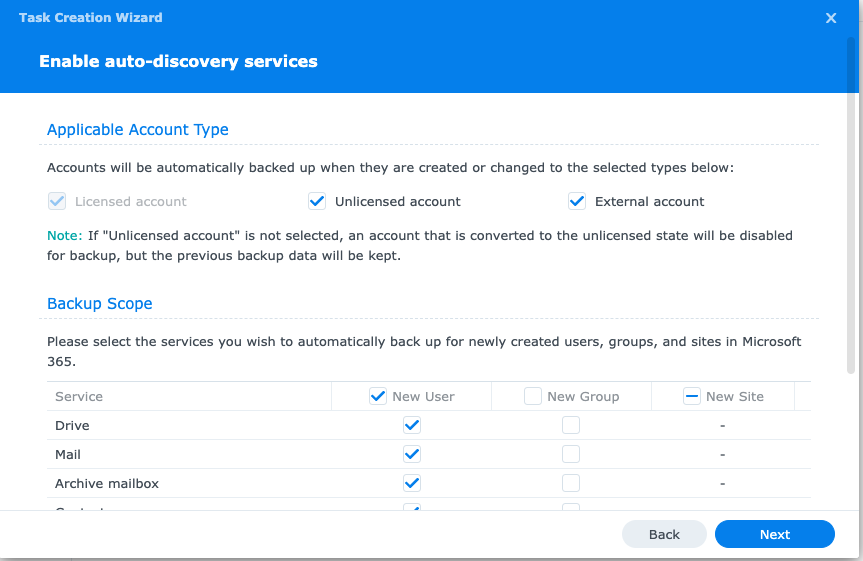 Task Creation Wizard
Enable auto-discovery services
Applicable Account Type
Accounts will be automatically backed up when they are created or changed to the selected types below:
Licensed account Unlicensed account External account
Note: If "Unlicensed account" is not selected, an account that is converted to the unlicensed state will be disabled
for backup, but the previous backup data will be kept.
Backup Scope
Please select the services you wish to automatically back up for newly created users, groups, and sites in Microsoft
365.
Service New User New Group New Site
Drive -
Mail -
Archive mailbox -
Back Next